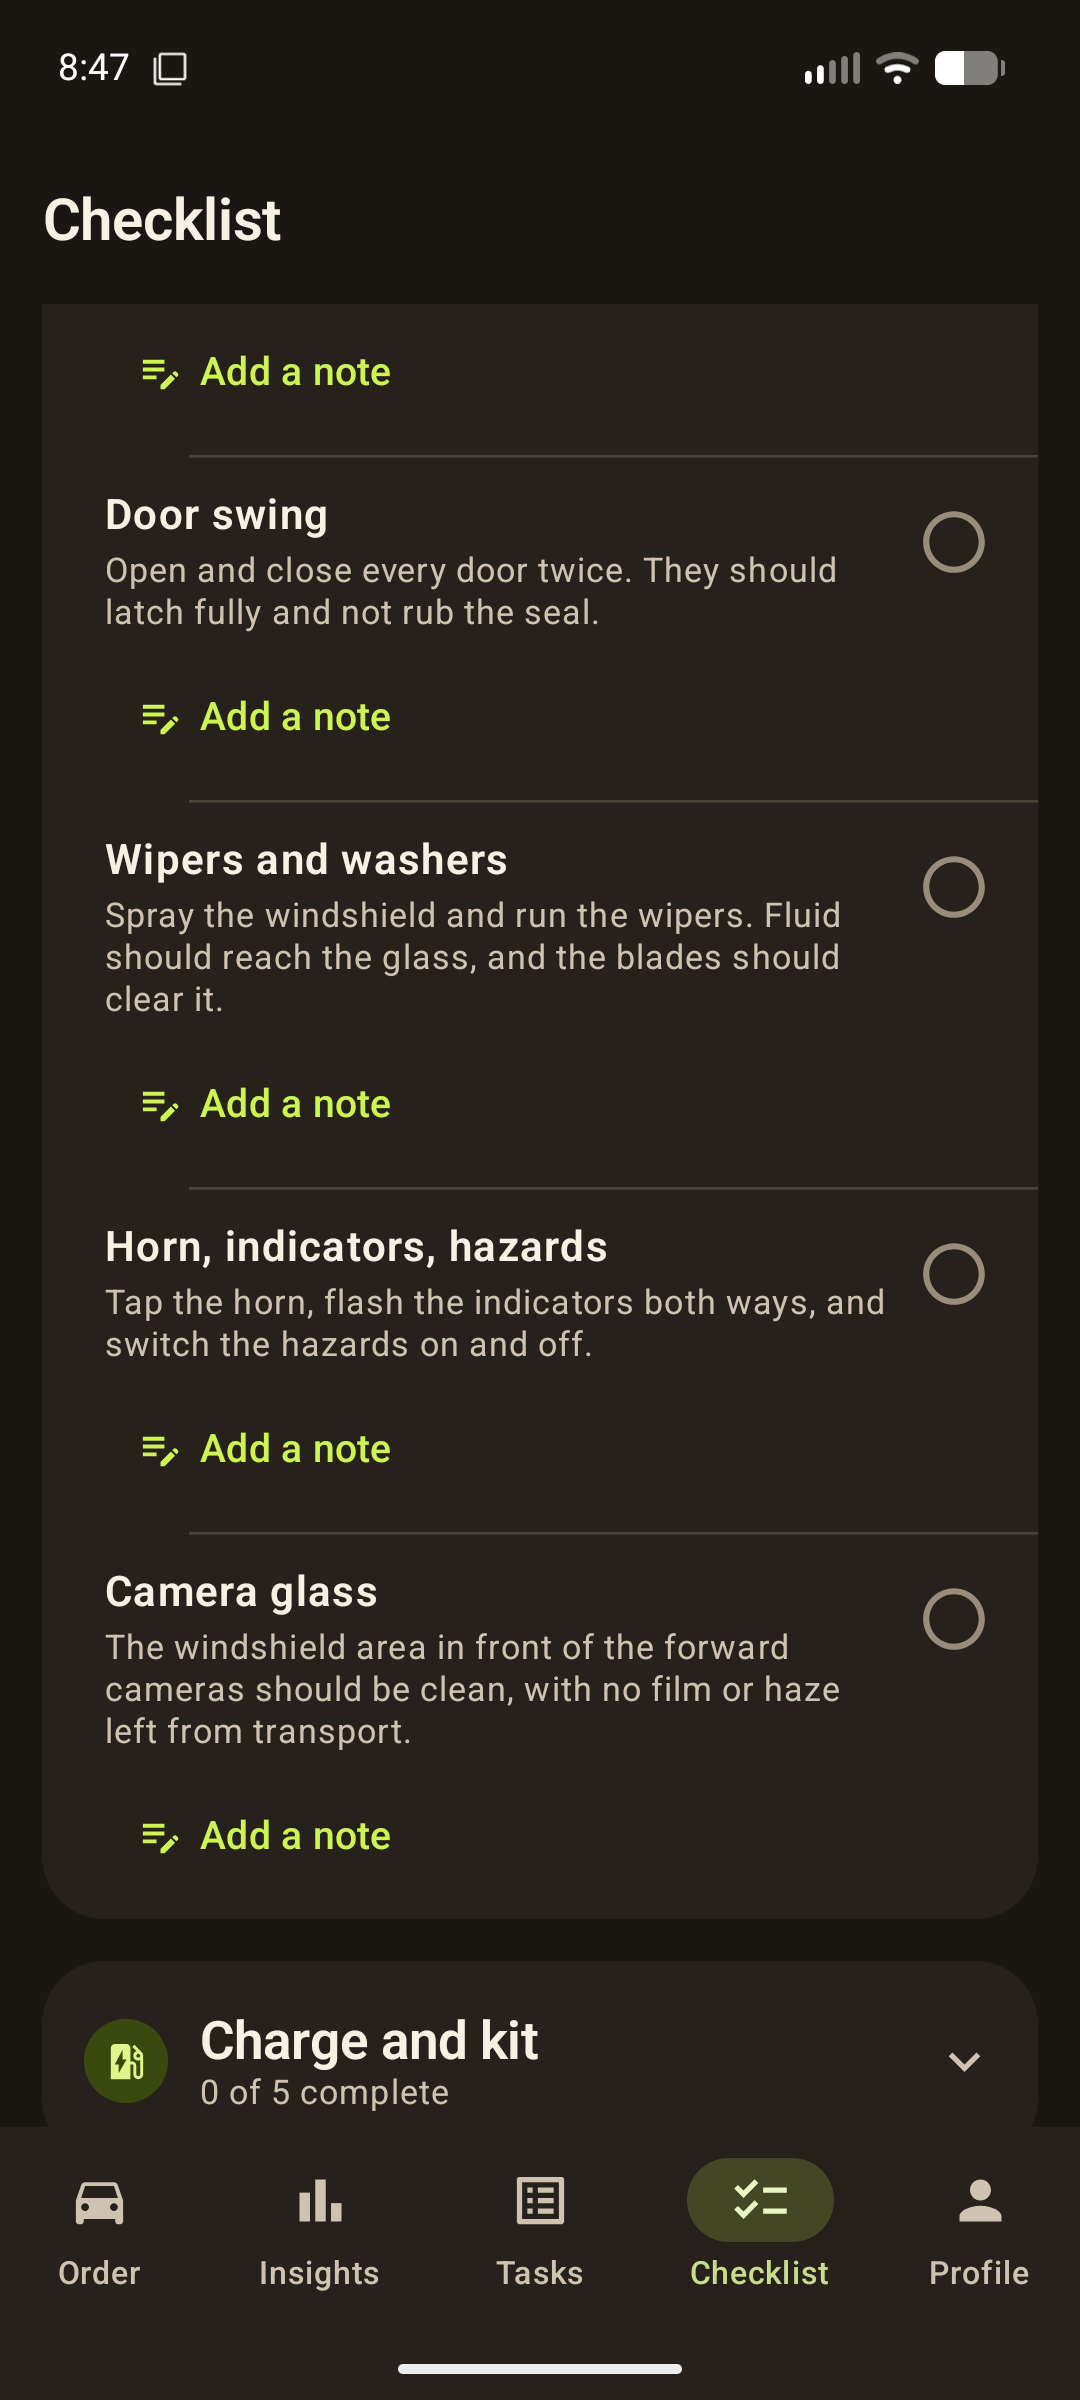 8:47
Checklist
Add a note
Door swing
Open and close every door twice. They should
latch fully and not rub the seal.
Add a note
Wipers and washers
Spray the windshield and run the wipers. Fluid
should reach the glass, and the blades should
clear it.
Add a note
Horn, indicators, hazards
Tap the horn, flash the indicators both ways, and
switch the hazards on and off.
Add a note
Camera glass
The windshield area in front of the forward
cameras should be clean, with no film or haze
left from transport.
Add a note
Charge and kit
0 of 5 complete
Order
Insights
Tasks
Checklist
Profile